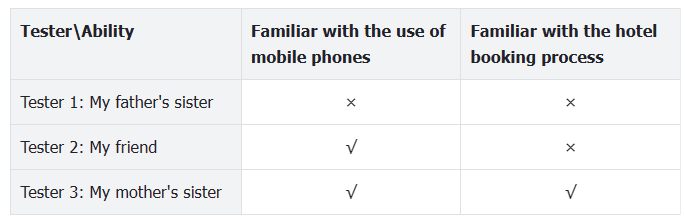 Tester\Ability
Familiar with the use of
mobile phones
Familiar with the hotel
booking process
Tester 1: My father's sister
×
×
Tester 2: My friend
√
×
Tester 3: My mother's sister
√
√